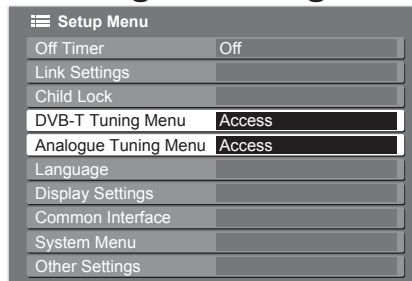 Setup Menu
Off Timer Off
Link Settings
Child Lock
DVB-T Tuning Menu Access
Analogue Tuning Menu Access
Language
Display Settings
Common Interface
System Menu
Other Settings